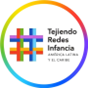 Tejiendo
Redes
Infancia
AMÉRICA LATINA
Y EL CARIBE